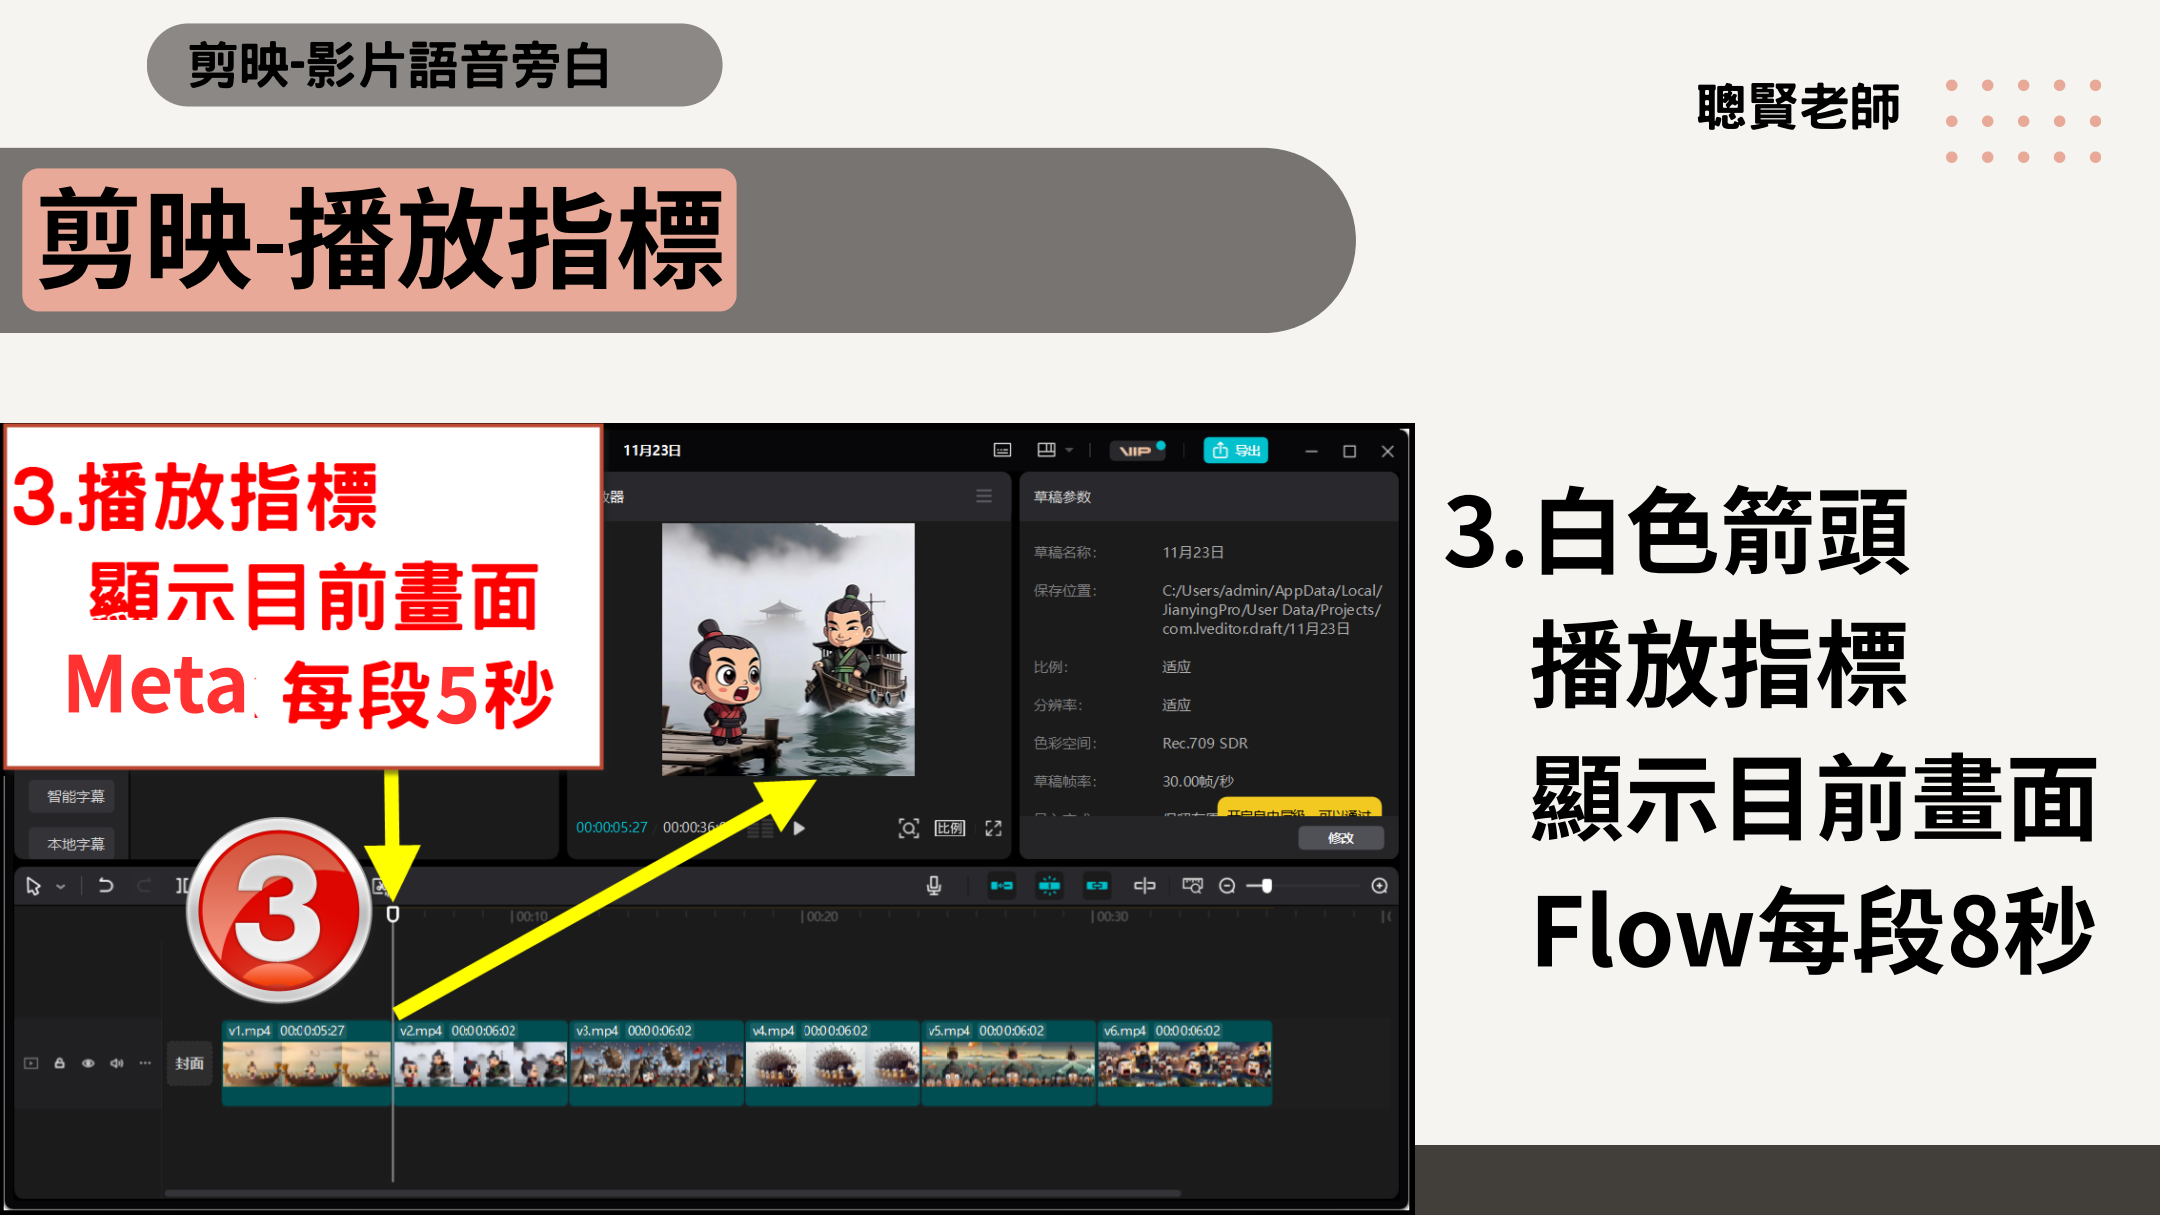 剪映-影片語音旁白
聰賢老師
剪映-播放指標
3.播放指標
顯示目前畫面
Meta 每段5秒
11月23日
VIP
导出
器
草稿参数
草稿名称:
11月23日
保存位置:
C:/Users/admin/AppData/Local/
JianyingPro/User Data/Projects/
com.lveditor.draft/11月23日
比例:
适应
分辨率:
适应
色彩空间:
Rec.709 SDR
草稿帧率:
30.00帧/秒
修改
智能字幕
本地字幕
00:00:05:27
00:00:36:
比例
3
00:10
00:20
00:30
封面
v1.mp4 00:00:05:27
v2.mp4 00:00:06:02
v3.mp4 00:00:06:02
v4.mp4 00:00:06:02
v5.mp4 00:00:06:02
v6.mp4 00:00:06:02
3.白色箭頭
播放指標
顯示目前畫面
Flow每段8秒